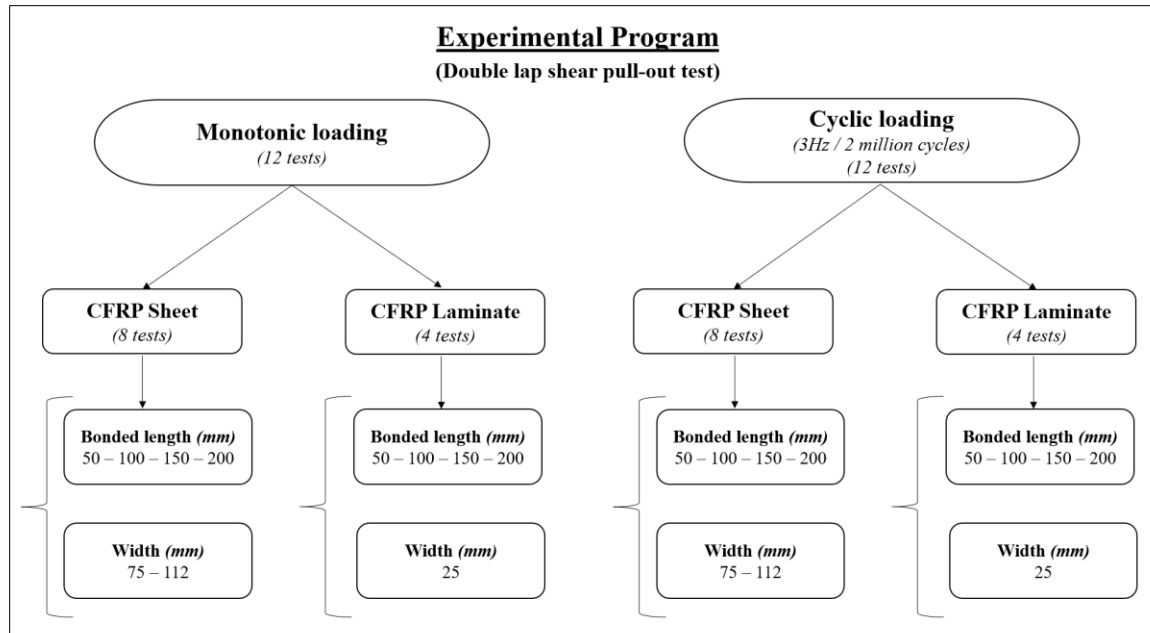 Experimental Program
(Double lap shear pull-out test)
Monotonic loading
(12 tests)
Cyclic loading
(3Hz / 2 million cycles)
(12 tests)
CFRP Sheet
(8 tests)
CFRP Laminate
(4 tests)
CFRP Sheet
(8 tests)
CFRP Laminate
(4 tests)
Bonded length (mm)
50 – 100 – 150 – 200
Bonded length (mm)
50 – 100 – 150 – 200
Bonded length (mm)
50 – 100 – 150 – 200
Bonded length (mm)
50 – 100 – 150 – 200
Width (mm)
75 – 112
Width (mm)
25
Width (mm)
75 – 112
Width (mm)
25